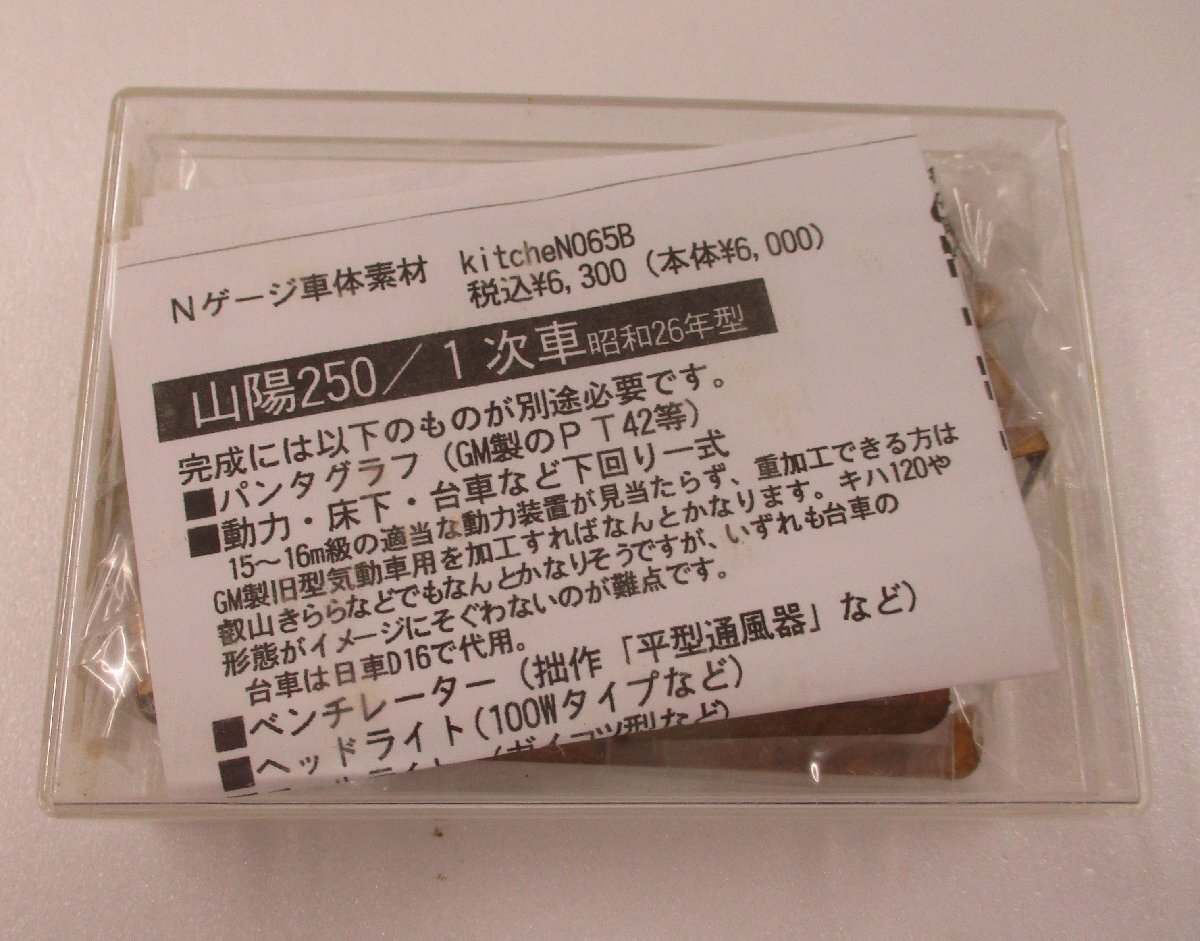 Nゲージ車体素材 kitcheN065B
税込¥6,300(本体¥6,000)
山陽250/1次車昭和26年型
完成には以下のものが別途必要です。
■パンタグラフ(GM製のPT42等)
■動力・床下・台車など下回り一式
15~16m級の適当な動力装置が見当たらず、重加工できる方は
GM製旧型気動車用を加工すればなんとかなります。キハ120や
叡山きららなどでもなんとかなりそうですが、いずれも台車の
形態がイメージにそぐわないのが難点です。
台車は日車D16で代用。
■ベンチレーター(拙作「平型通風器」など)
■ヘッドライト(100Wタイプなど)